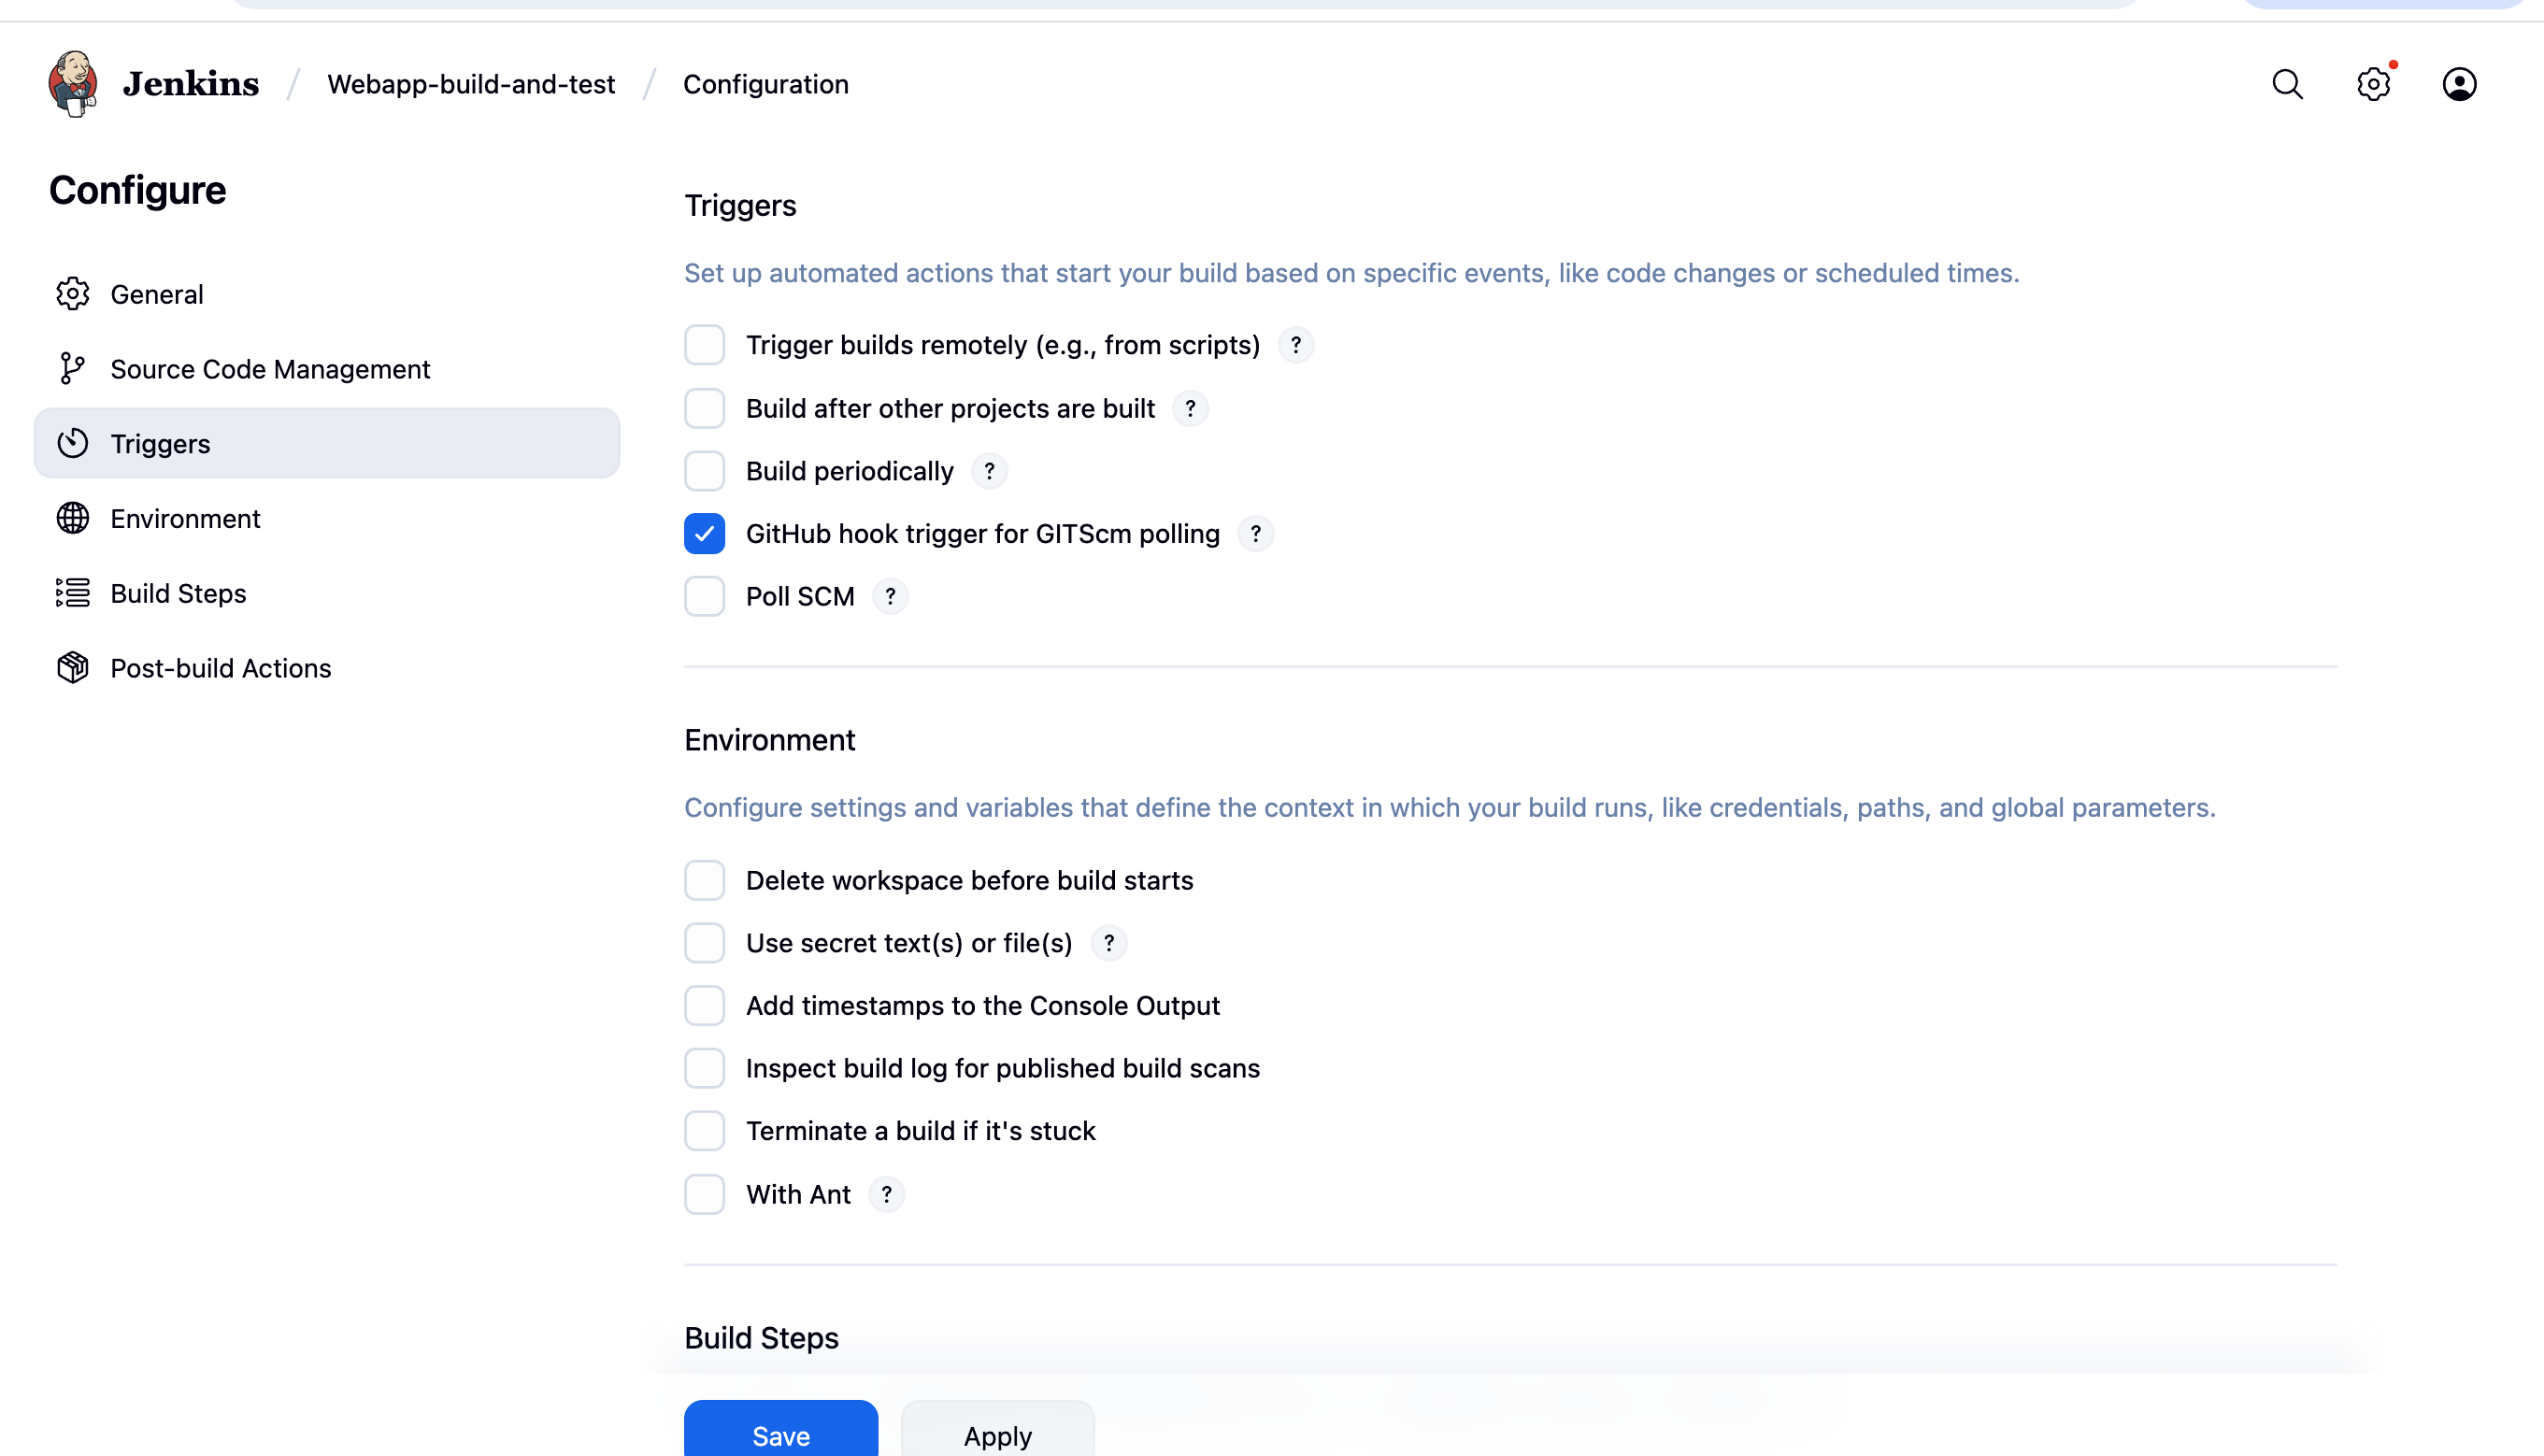 Jenkins / Webapp-build-and-test / Configuration
Configure
General
Source Code Management
Triggers
Environment
Build Steps
Post-build Actions
Triggers
Set up automated actions that start your build based on specific events, like code changes or scheduled times.
Trigger builds remotely (e.g., from scripts) ?
Build after other projects are built ?
Build periodically ?
GitHub hook trigger for GITScm polling ?
Poll SCM ?
Environment
Configure settings and variables that define the context in which your build runs, like credentials, paths, and global parameters.
Delete workspace before build starts
Use secret text(s) or file(s) ?
Add timestamps to the Console Output
Inspect build log for published build scans
Terminate a build if it's stuck
With Ant ?
Build Steps
Save Apply